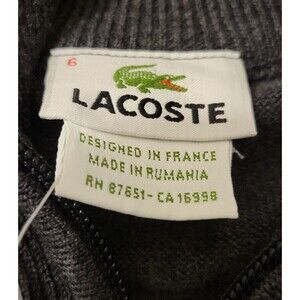 6
LACOSTE
DESIGNED IN FRANCE
MADE IN RUMANIA
RN 87651 - CA 16998